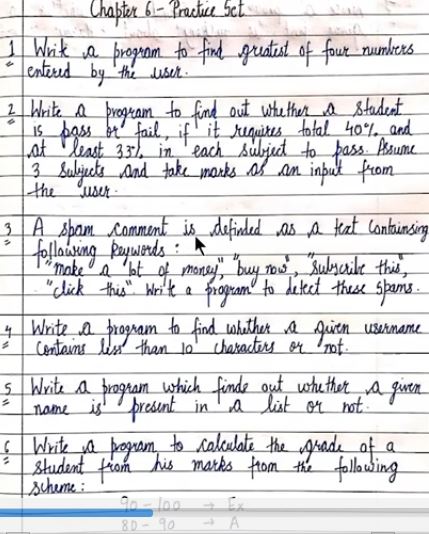 Chapter 6 :- Practice Set
1 Write a program to find greatest of four numbers
entered by the user.
2 Write a program to find out whether a student
is pass or fail, if it requires total 40% and
at least 33% in each subject to pass. Assume
3 subjects and take marks as an input from
the user.
3 A spam comment is definded as a text containsing
following keywords :
"make a lot of money", "buy now", "subscribe this",
"click this". Write a program to detect these spams.
4 Write a program to find whether a given username
contains less than 10 characters or not.
5 Write a program which finds out whether a given
name is present in a list or not.
6 Write a program to calculate the grade of a
student from his marks from the following
scheme :
90 - 100 → Ex
80 - 90 → A